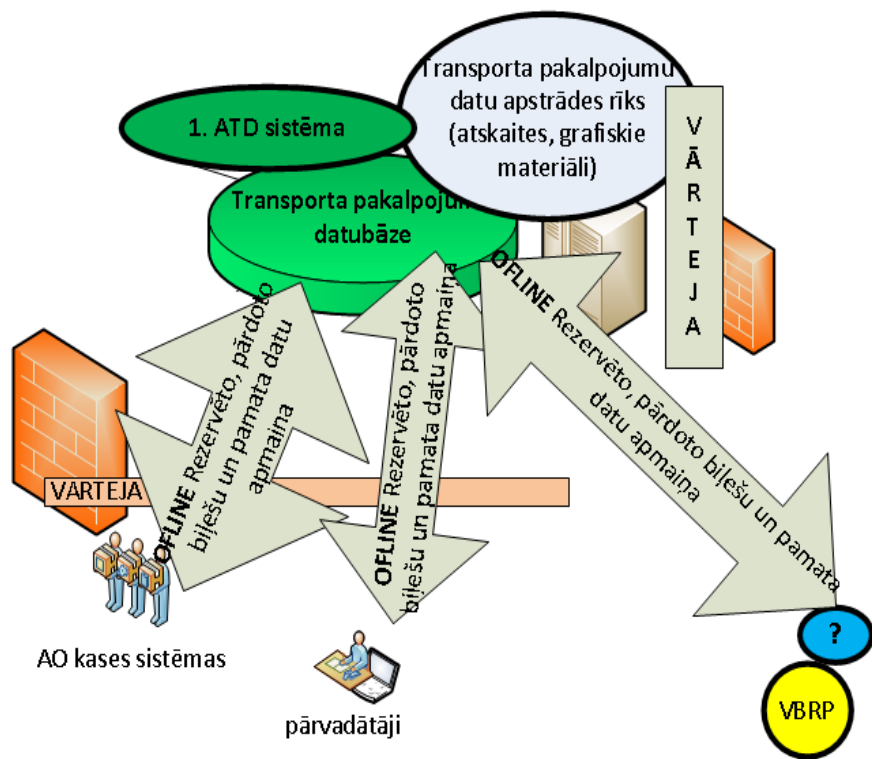 Transporta pakalpojumu
datu apstrādes rīks
(atskaites, grafiskie
materiāli)
1. ATD sistēma
VĀRTEJA
Transporta pakalpojum
datubāze
OFLINE Rezervēto, pārdoto
biļešu un pamata datu
apmaiņa
OFLINE Rezervēto, pārdoto
biļešu un pamata datu apmaiņa
OFLINE Rezervēto, pārdoto biļešu un pamata
datu apmaiņa
VARTEJA
AO kases sistēmas
pārvadātāji
?
VBRP